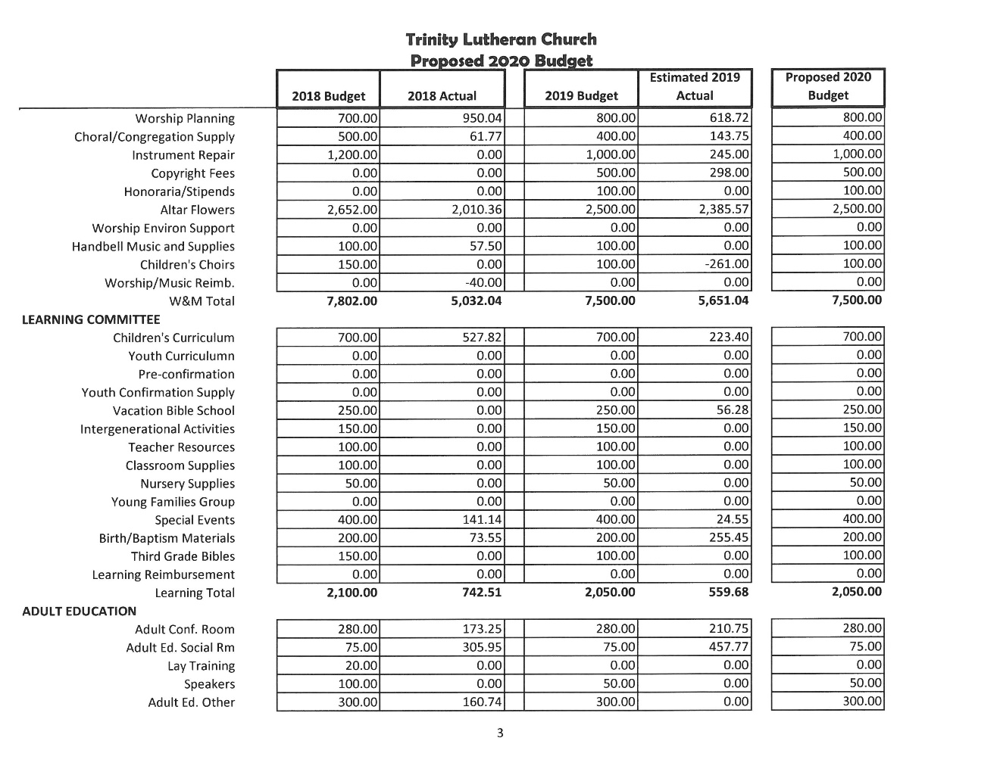 Trinity Lutheran Church
Proposed 2020 Budget
2018 Budget 2018 Actual 2019 Budget Estimated 2019 Actual Proposed 2020 Budget
Worship Planning 700.00 950.04 800.00 618.72 800.00
Choral/Congregation Supply 500.00 61.77 400.00 143.75 400.00
Instrument Repair 1,200.00 0.00 1,000.00 245.00 1,000.00
Copyright Fees 0.00 0.00 500.00 298.00 500.00
Honoraria/Stipends 0.00 0.00 100.00 0.00 100.00
Altar Flowers 2,652.00 2,010.36 2,500.00 2,385.57 2,500.00
Worship Environ Support 0.00 0.00 0.00 0.00 0.00
Handbell Music and Supplies 100.00 57.50 100.00 0.00 100.00
Children's Choirs 150.00 0.00 100.00 -261.00 100.00
Worship/Music Reimb. 0.00 -40.00 0.00 0.00 0.00
W&M Total 7,802.00 5,032.04 7,500.00 5,651.04 7,500.00
LEARNING COMMITTEE
Children's Curriculum 700.00 527.82 700.00 223.40 700.00
Youth Curriculumn 0.00 0.00 0.00 0.00 0.00
Pre-confirmation 0.00 0.00 0.00 0.00 0.00
Youth Confirmation Supply 0.00 0.00 0.00 0.00 0.00
Vacation Bible School 250.00 0.00 250.00 56.28 250.00
Intergenerational Activities 150.00 0.00 150.00 0.00 150.00
Teacher Resources 100.00 0.00 100.00 0.00 100.00
Classroom Supplies 100.00 0.00 100.00 0.00 100.00
Nursery Supplies 50.00 0.00 50.00 0.00 50.00
Young Families Group 0.00 0.00 0.00 0.00 0.00
Special Events 400.00 141.14 400.00 24.55 400.00
Birth/Baptism Materials 200.00 73.55 200.00 255.45 200.00
Third Grade Bibles 150.00 0.00 100.00 0.00 100.00
Learning Reimbursement 0.00 0.00 0.00 0.00 0.00
Learning Total 2,100.00 742.51 2,050.00 559.68 2,050.00
ADULT EDUCATION
Adult Conf. Room 280.00 173.25 280.00 210.75 280.00
Adult Ed. Social Rm 75.00 305.95 75.00 457.77 75.00
Lay Training 20.00 0.00 0.00 0.00 0.00
Speakers 100.00 0.00 50.00 0.00 50.00
Adult Ed. Other 300.00 160.74 300.00 0.00 300.00
3